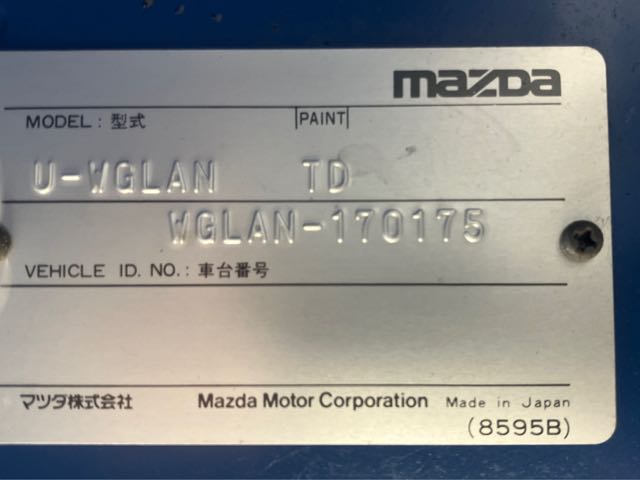 mazda
MODEL : 型式 |PAINT|
U-WGLAN TD
WGLAN-170175
VEHICLE ID. NO. : 車台番号
マツダ株式会社 Mazda Motor Corporation Made in Japan
(8595B)